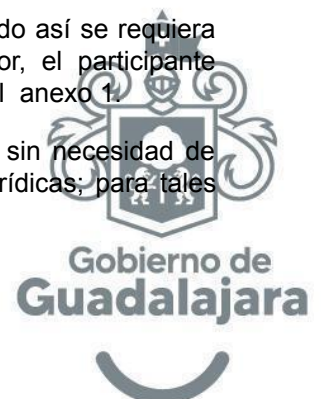 do así se requiera
or, el participante
l anexo 1.
sin necesidad de
rídicas; para tales
Gobierno de
Guadalajara